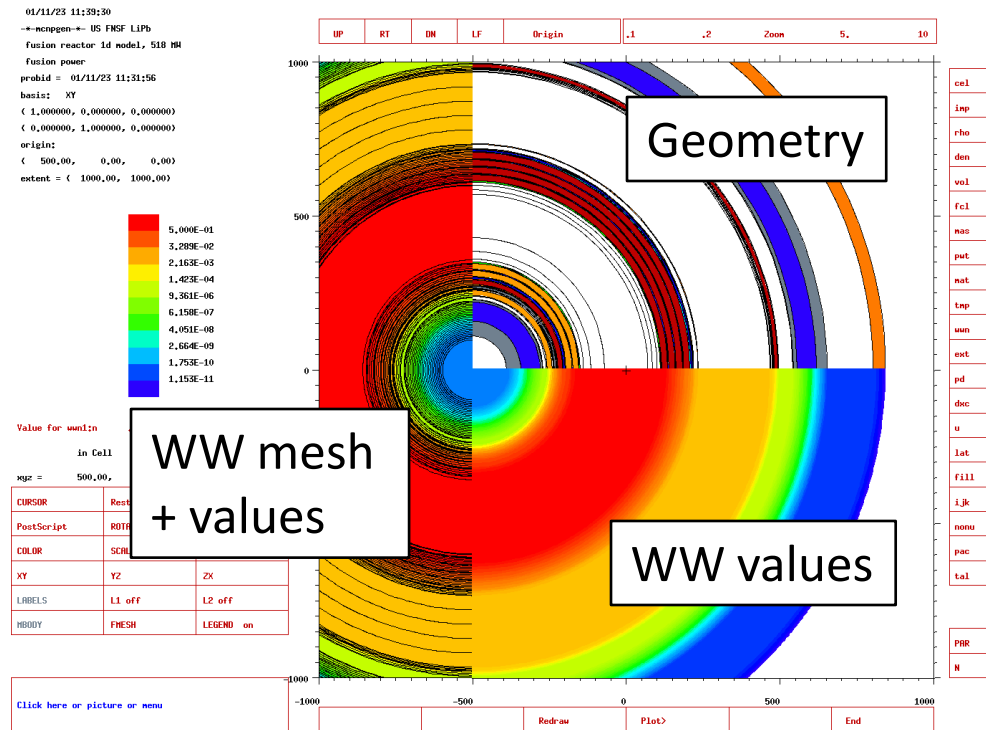 01/11/23 11:39:30
-*-mcnpgen-*- US FNSF LiPb
fusion reactor 1d model, 518 MW
fusion power
probid = 01/11/23 11:31:56
basis: XY
( 1.000000, 0.000000, 0.000000)
( 0.000000, 1.000000, 0.000000)
origin:
( 500.00, 0.00, 0.00)
extent = ( 1000.00, 1000.00)
UP RT DN LF Origin .1 .2 Zoom 5. 10
1000
500
0
-1000
-1000 -500 0 500 1000
5.000E-01
3.289E-02
2.163E-03
1.423E-04
9.361E-06
6.158E-07
4.051E-08
2.664E-09
1.753E-10
1.153E-11
Geometry
WW mesh
+ values
WW values
Value for wwn1:n
in Cell
xyz = 500.00,
CURSOR Rest
PostScript ROTA
COLOR SCAL
XY YZ ZX
LABELS L1 off L2 off
MBODY FMESH LEGEND on
Click here or picture or menu
Redraw Plot> End
cel
imp
rho
den
vol
fcl
mas
pwt
mat
tmp
wwn
ext
pd
dxc
u
lat
fill
ijk
nonu
pac
tal
PAR
N